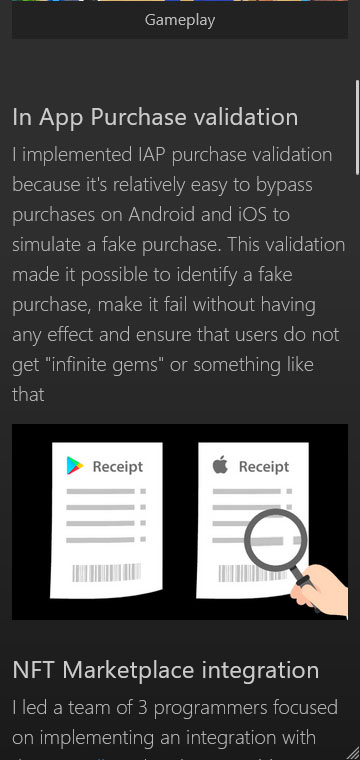 Gameplay
In App Purchase validation
I implemented IAP purchase validation
because it's relatively easy to bypass
purchases on Android and iOS to
simulate a fake purchase. This validation
made it possible to identify a fake
purchase, make it fail without having
any effect and ensure that users do not
get "infinite gems" or something like
that
Receipt
Receipt
NFT Marketplace integration
I led a team of 3 programmers focused
on implementing an integration with